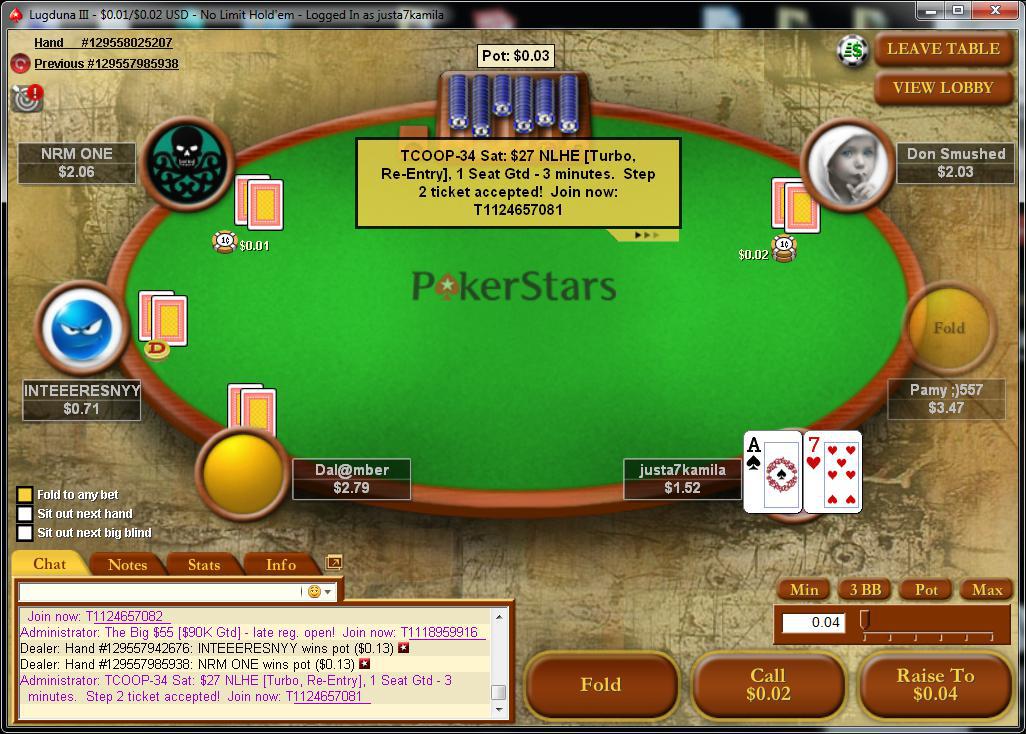 Lugduna III - $0.01/$0.02 USD - No Limit Hold'em - Logged In as justa7kamila
Hand #129558025207
Previous #129557985938
Pot: $0.03
LEAVE TABLE
VIEW LOBBY
TCOOP-34 Sat: $27 NLHE [Turbo,
Re-Entry], 1 Seat Gtd - 3 minutes. Step
2 ticket accepted! Join now:
T1124657081
NRM ONE
$2.06
Don Smushed
$2.03
1¢ $0.01
$0.02 1¢
PokerStars
D
Fold
INTEEERESNYY
$0.71
Pamy ;)557
$3.47
Dal@mber
$2.79
justa7kamila
$1.52
A
7
Fold to any bet
Sit out next hand
Sit out next big blind
Chat Notes Stats Info
Join now: T1124657082
Administrator: The Big $55 [$90K Gtd] - late reg. open! Join now: T1118959916
Dealer: Hand #129557942676: INTEEERESNYY wins pot ($0.13)
Dealer: Hand #129557985938: NRM ONE wins pot ($0.13)
Administrator: TCOOP-34 Sat: $27 NLHE [Turbo, Re-Entry], 1 Seat Gtd - 3
minutes. Step 2 ticket accepted! Join now: T1124657081
Min 3 BB Pot Max
0.04
Fold
Call
$0.02
Raise To
$0.04